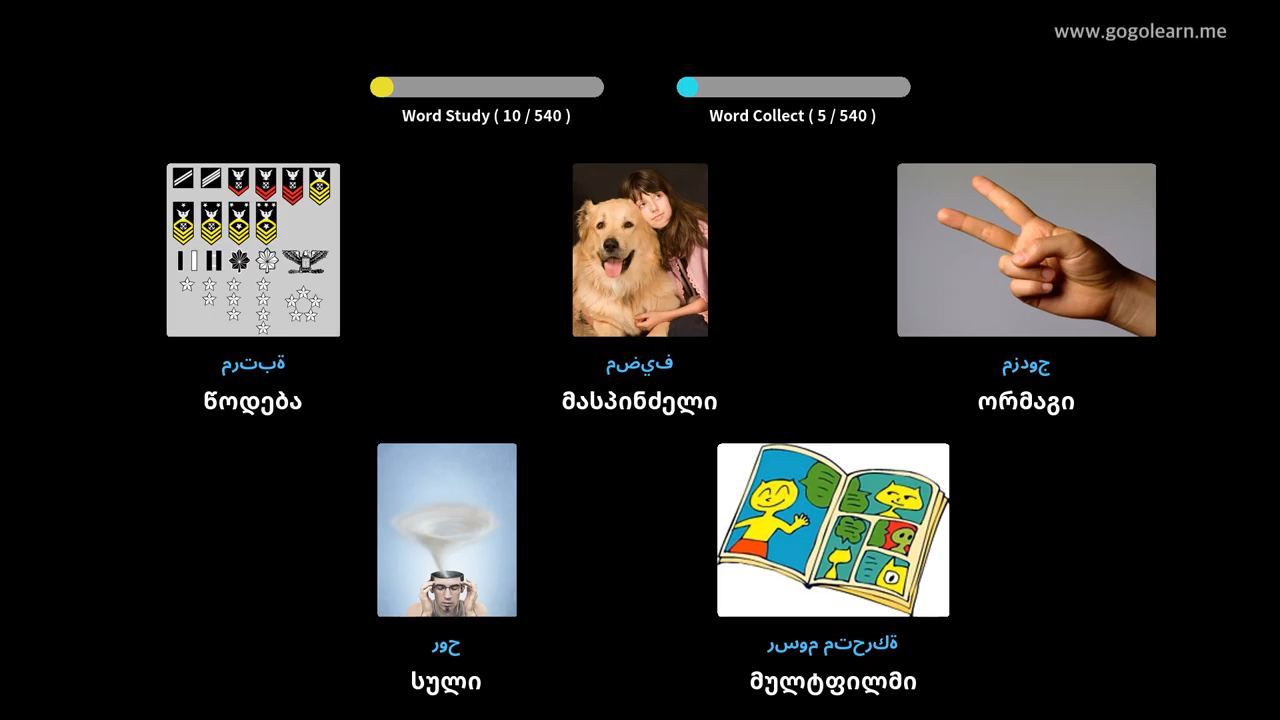 www.gogolearn.me
Word Study ( 10 / 540 )
Word Collect ( 5 / 540 )
مرتبة
مضيف
مزدوج
წოდება
მასპინძელი
ორმაგი
روح
رسوم متحركة
სული
მულტფილმი